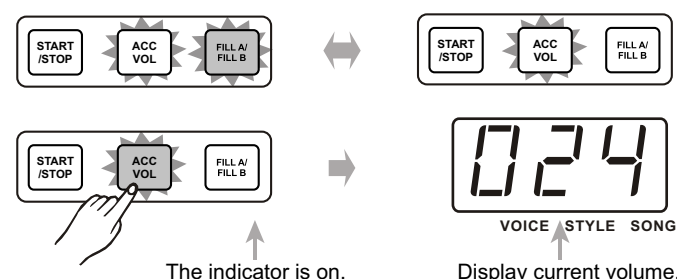 START
/STOP
ACC
VOL
FILL A/
FILL B
START
/STOP
ACC
VOL
FILL A/
FILL B
START
/STOP
ACC
VOL
FILL A/
FILL B
024
VOICE STYLE SONG
The indicator is on.
Display current volume.